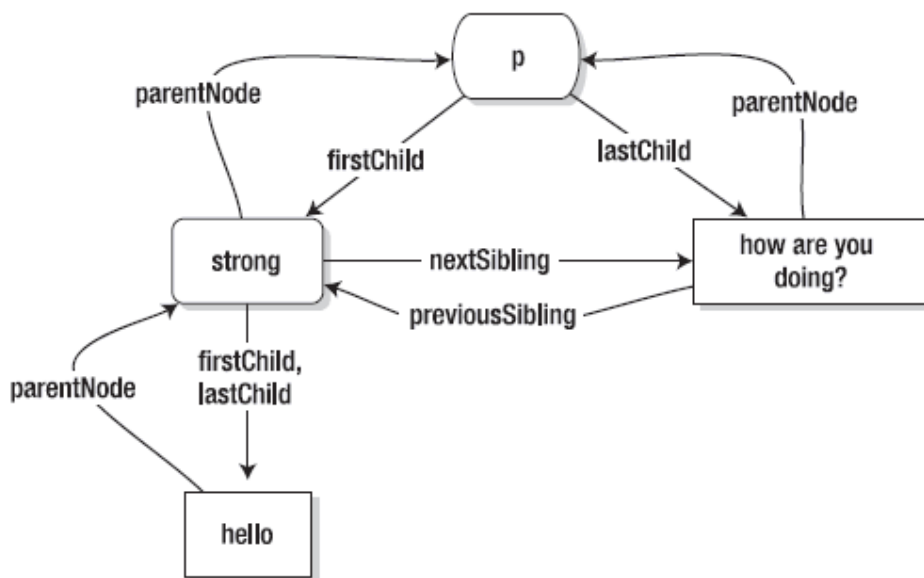 p
parentNode
parentNode
firstChild
lastChild
strong
nextSibling
how are you
doing?
previousSibling
firstChild,
lastChild
parentNode
hello